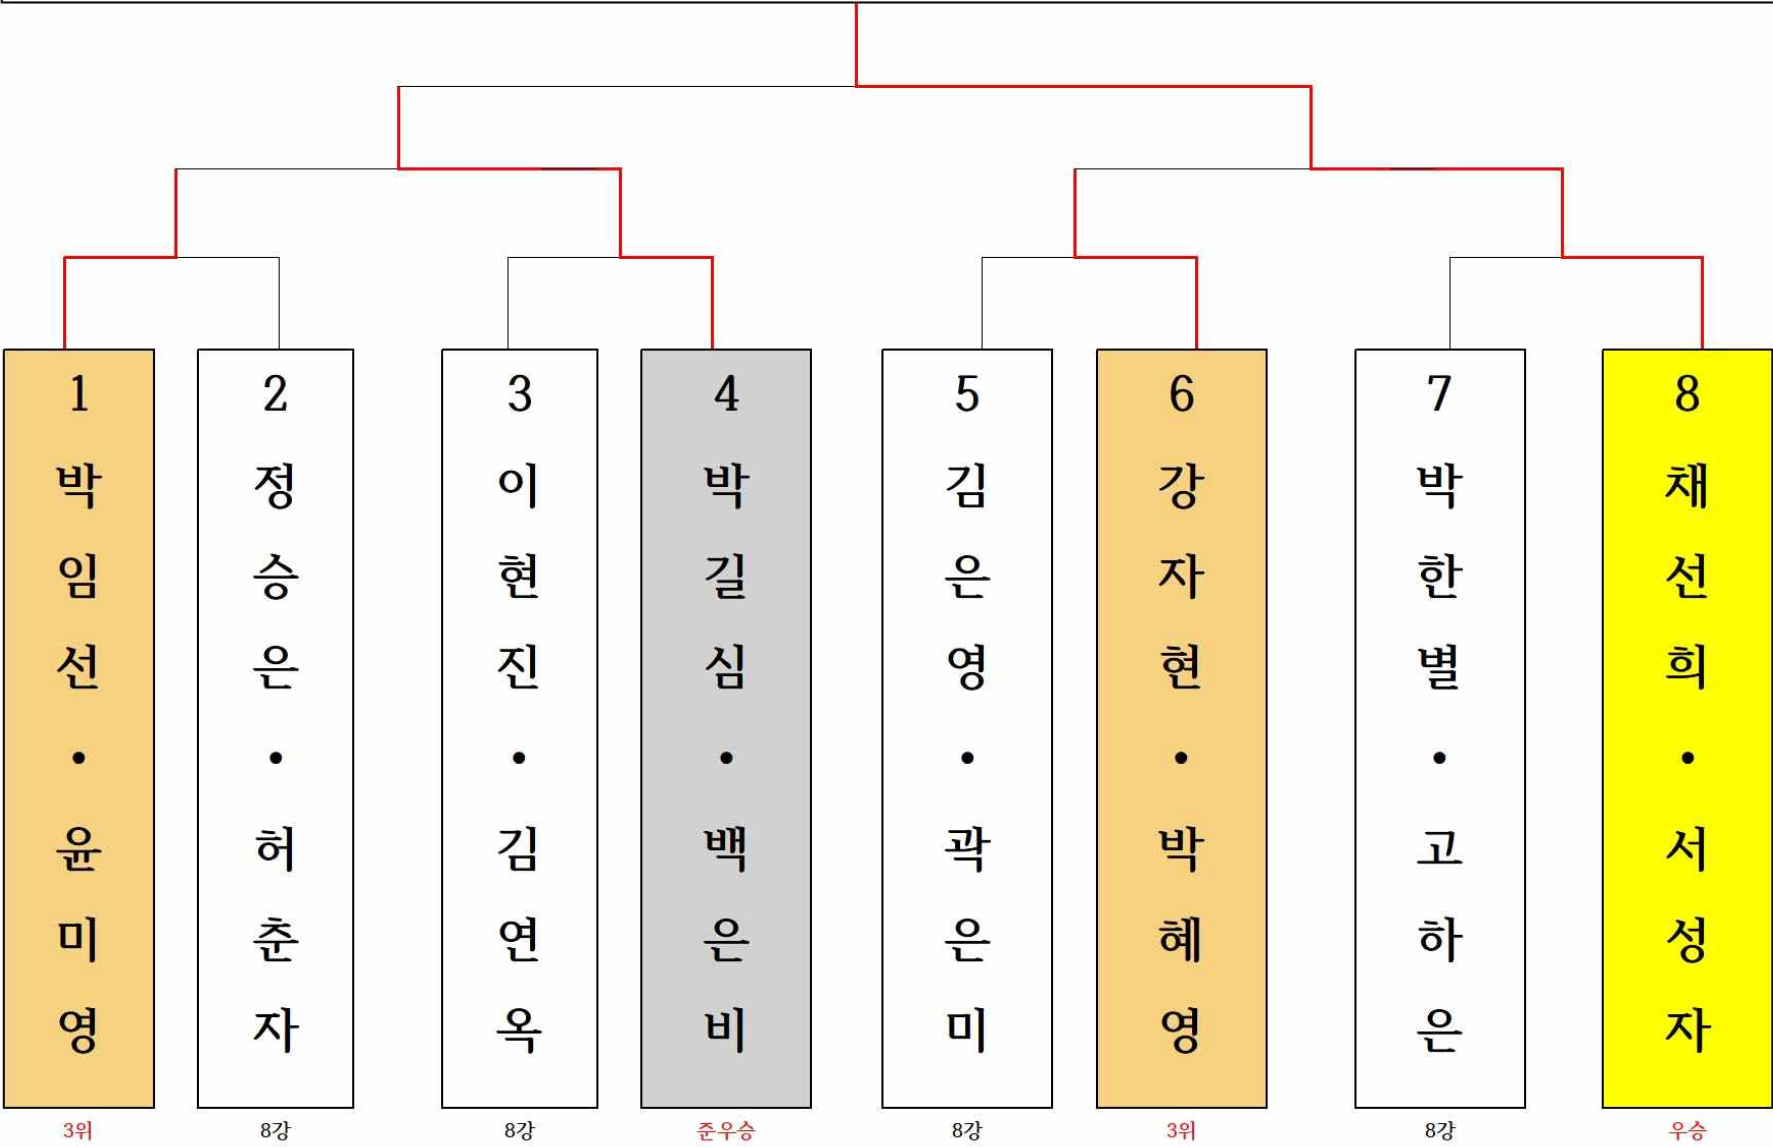 1 박임선·윤미영 3위
2 정승은·허춘자 8강
3 이현진·김연옥 8강
4 박길심·백은비 준우승
5 김은영·곽은미 8강
6 강자현·박혜영 3위
7 박한별·고하은 8강
8 채선희·서성자 우승